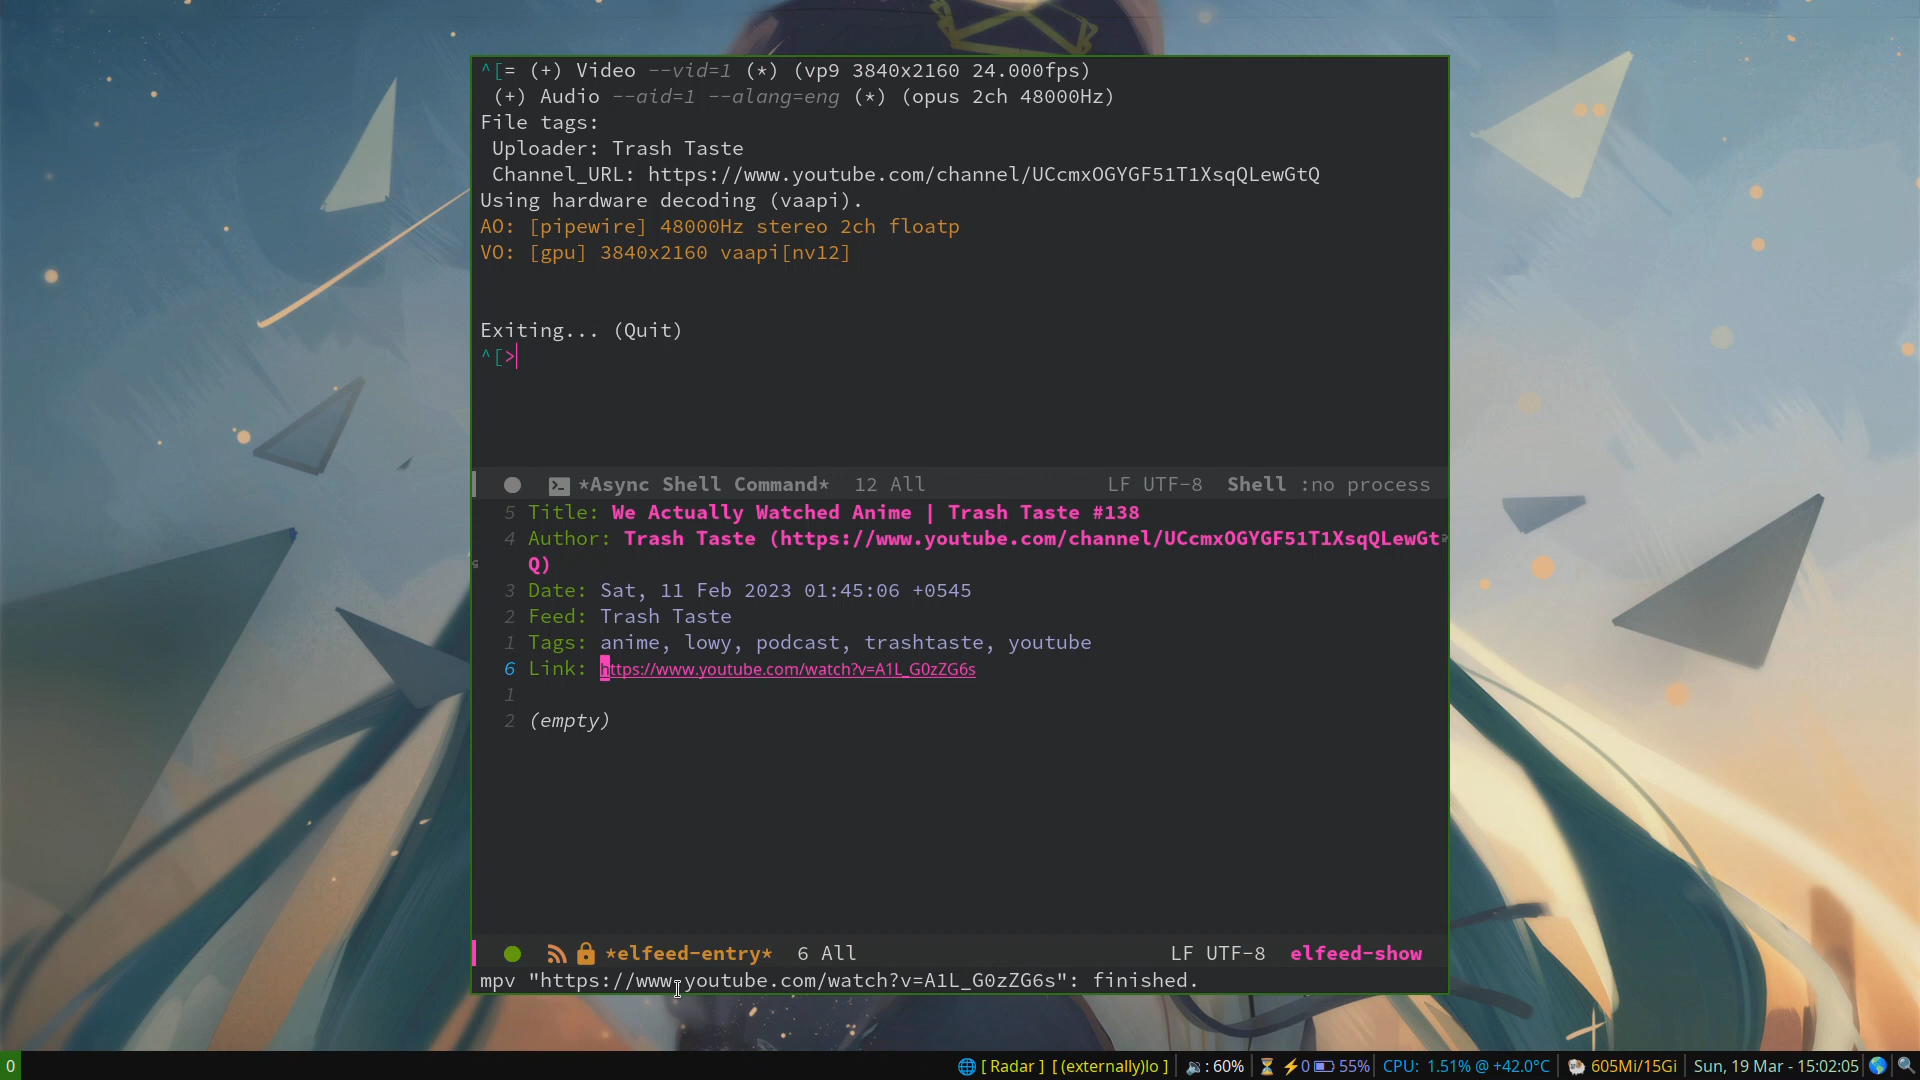 ^[= (+) Video --vid=1 (*) (vp9 3840x2160 24.000fps)
(+) Audio --aid=1 --alang=eng (*) (opus 2ch 48000Hz)
File tags:
Uploader: Trash Taste
Channel_URL: https://www.youtube.com/channel/UCcmxOGYGF51T1XsqQLewGtQ
Using hardware decoding (vaapi).
AO: [pipewire] 48000Hz stereo 2ch floatp
VO: [gpu] 3840x2160 vaapi[nv12]
Exiting... (Quit)
^[>
*Async Shell Command* 12 All LF UTF-8 Shell :no process
5 Title: We Actually Watched Anime | Trash Taste #138
4 Author: Trash Taste (https://www.youtube.com/channel/UCcmxOGYGF51T1XsqQLewGt
Q)
3 Date: Sat, 11 Feb 2023 01:45:06 +0545
2 Feed: Trash Taste
1 Tags: anime, lowy, podcast, trashtaste, youtube
6 Link: https://www.youtube.com/watch?v=A1L_G0zZG6s
1
2 (empty)
*elfeed-entry* 6 All LF UTF-8 elfeed-show
mpv "https://www.youtube.com/watch?v=A1L_G0zZG6s": finished.
0 [ Radar ] [ (externally)lo ] : 60% 0 55% CPU: 1.51% @ +42.0°C 605Mi/15Gi Sun, 19 Mar - 15:02:05